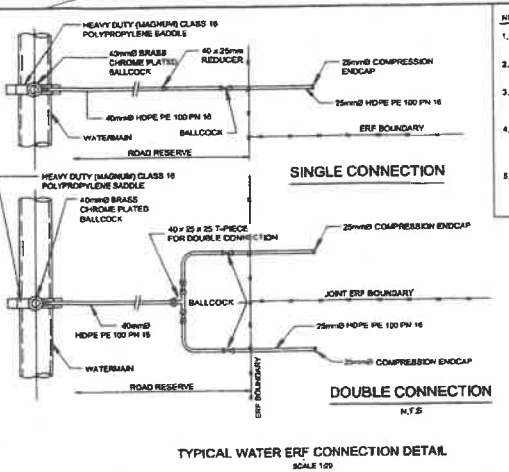 HEAVY DUTY (MAGNUM) CLASS 16
POLYPROPYLENE SADDLE
40mmØ BRASS
CHROME PLATED
BALLCOCK
40 x 25mm
REDUCER
25mmØ COMPRESSION
ENDCAP
40mmØ HDPE PE 100 PN 16
BALLCOCK
25mmØ HDPE PE 100 PN 16
WATERMAIN
ERF BOUNDARY
ROAD RESERVE
SINGLE CONNECTION
1.
2.
3.
4.
5.
HEAVY DUTY (MAGNUM) CLASS 16
POLYPROPYLENE SADDLE
40mmØ BRASS
CHROME PLATED
BALLCOCK
40 x 25 x 25 T-PIECE
FOR DOUBLE CONNECTION
25mmØ COMPRESSION ENDCAP
BALLCOCK
JOINT ERF BOUNDARY
40mmØ
HDPE PE 100 PN 16
25mmØ HDPE PE 100 PN 16
WATERMAIN
25mmØ COMPRESSION ENDCAP
ROAD RESERVE
ERF BOUNDARY
DOUBLE CONNECTION
N.T.S
TYPICAL WATER ERF CONNECTION DETAIL